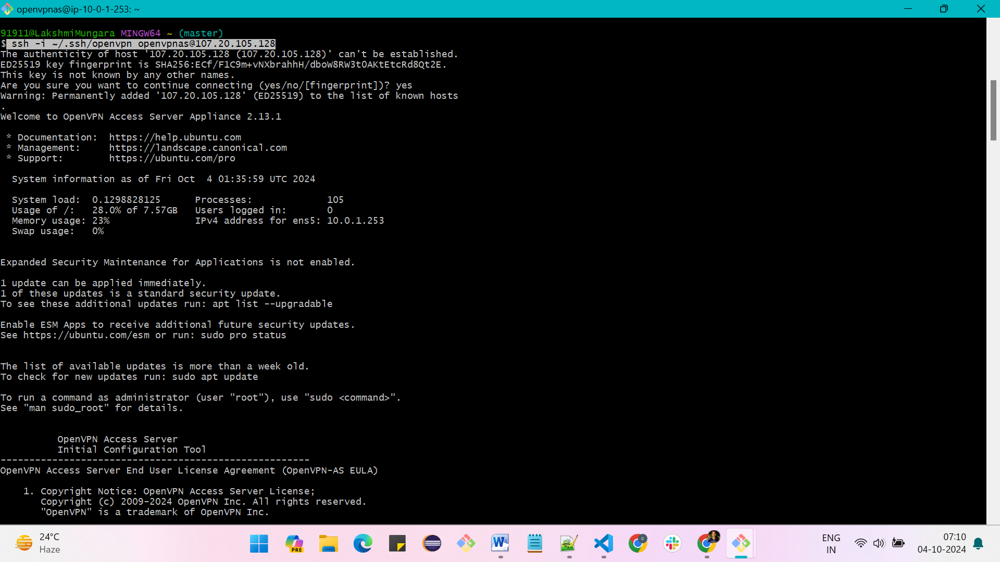 openvpnas@ip-10-0-1-253: ~
91911@LakshmiMungara MINGW64 ~ (master)
$ ssh -i ~/.ssh/openvpn openvpnas@107.20.105.128
The authenticity of host '107.20.105.128 (107.20.105.128)' can't be established.
ED25519 key fingerprint is SHA256:ECf/F1C9m+vNXbrahhH/dboW8RW3tOAKtEtcRd8Qt2E.
This key is not known by any other names.
Are you sure you want to continue connecting (yes/no/[fingerprint])? yes
Warning: Permanently added '107.20.105.128' (ED25519) to the list of known hosts
.
Welcome to OpenVPN Access Server Appliance 2.13.1
* Documentation:  https://help.ubuntu.com
* Management:     https://landscape.canonical.com
* Support:        https://ubuntu.com/pro
System information as of Fri Oct  4 01:35:59 UTC 2024
System load:  0.1298828125      Processes:             105
Usage of /:   28.0% of 7.57GB   Users logged in:       0
Memory usage: 23%               IPv4 address for ens5: 10.0.1.253
Swap usage:   0%
Expanded Security Maintenance for Applications is not enabled.
1 update can be applied immediately.
1 of these updates is a standard security update.
To see these additional updates run: apt list --upgradable
Enable ESM Apps to receive additional future security updates.
See https://ubuntu.com/esm or run: sudo pro status
The list of available updates is more than a week old.
To check for new updates run: sudo apt update
To run a command as administrator (user "root"), use "sudo <command>".
See "man sudo_root" for details.
OpenVPN Access Server
Initial Configuration Tool
------------------------------------------------------
OpenVPN Access Server End User License Agreement (OpenVPN-AS EULA)
1. Copyright Notice: OpenVPN Access Server License;
Copyright (c) 2009-2024 OpenVPN Inc. All rights reserved.
"OpenVPN" is a trademark of OpenVPN Inc.
24°C
Haze
PRE
ENG
IN
07:10
04-10-2024